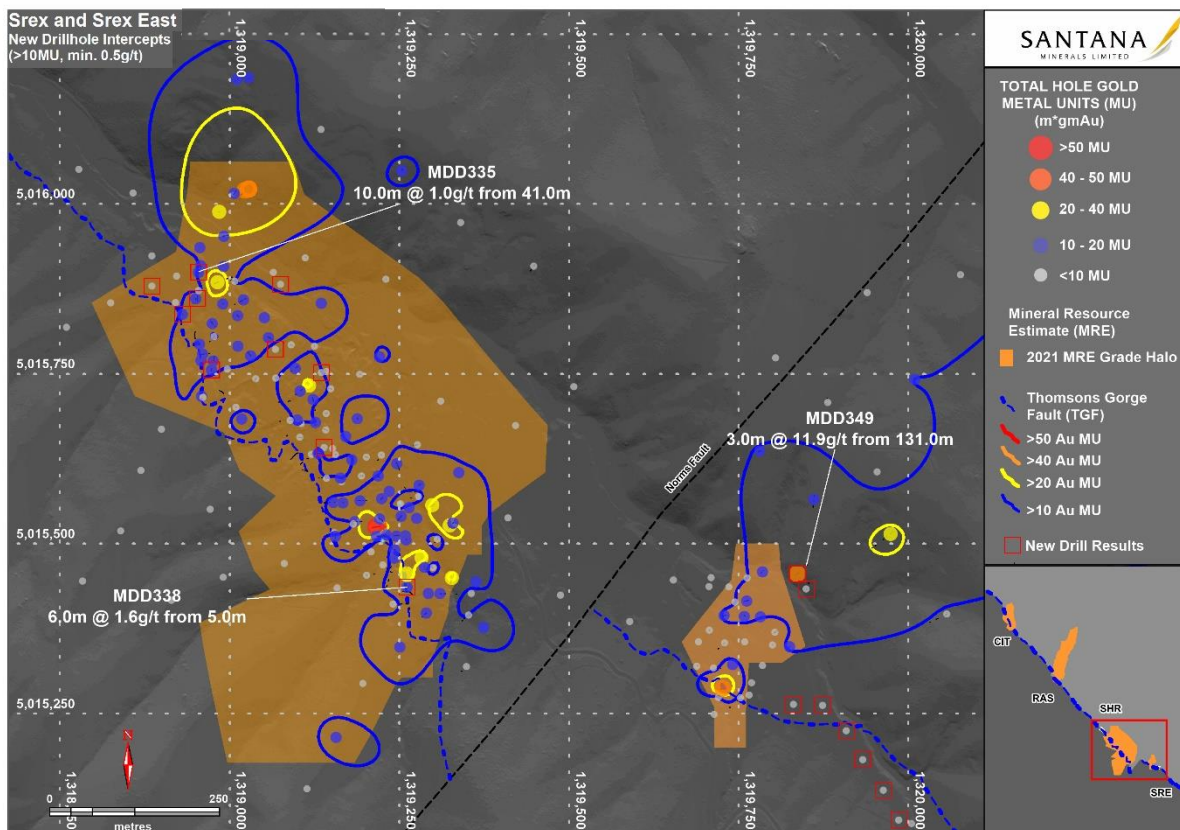 Srex and Srex East
New Drillhole Intercepts
(>10MU, min. 0.5g/t)
1,319,000
1,319,250
1,319,500
1,319,750
1,320,000
MDD335
10.0m @ 1.0g/t from 41.0m
5,016,000
5,015,750
MDD349
3.0m @ 11.9g/t from 131.0m
Norms Fault
5,015,500
MDD338
6,0m @ 1.6g/t from 5.0m
5,015,250
N
0
250
metres
1,319,000
1,319,250
1,319,500
1,319,750
1,320,000
SANTANA
MINERALS LIMITED
TOTAL HOLE GOLD
METAL UNITS (MU)
(m*gmAu)
>50 MU
40 - 50 MU
20 - 40 MU
10 - 20 MU
<10 MU
Mineral Resource
Estimate (MRE)
2021 MRE Grade Halo
Thomsons Gorge
Fault (TGF)
>50 Au MU
>40 Au MU
>20 Au MU
>10 Au MU
New Drill Results
CIT
RAS
SHR
SRE